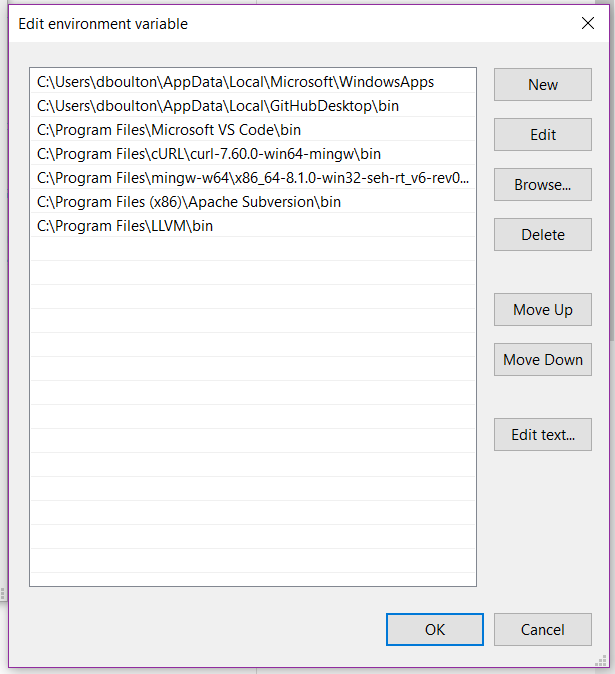 Edit environment variable
C:\Users\dboulton\AppData\Local\Microsoft\WindowsApps
C:\Users\dboulton\AppData\Local\GitHubDesktop\bin
C:\Program Files\Microsoft VS Code\bin
C:\Program Files\cURL\curl-7.60.0-win64-mingw\bin
C:\Program Files\mingw-w64\x86_64-8.1.0-win32-seh-rt_v6-rev0...
C:\Program Files (x86)\Apache Subversion\bin
C:\Program Files\LLVM\bin
New
Edit
Browse...
Delete
Move Up
Move Down
Edit text...
OK
Cancel